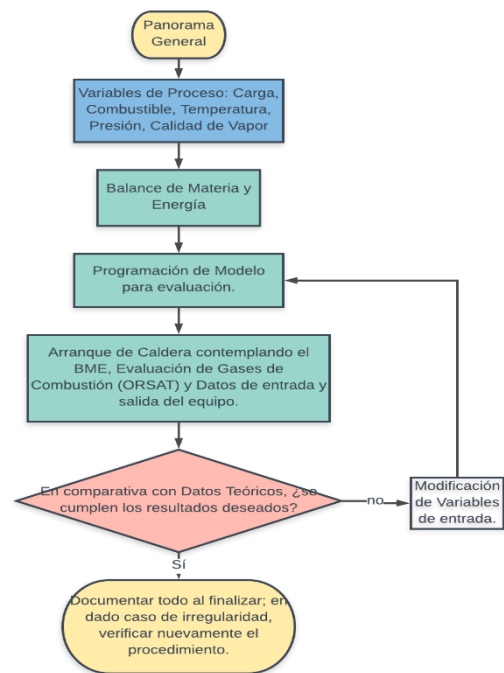 Panorama
General
Variables de Proceso: Carga,
Combustible, Temperatura,
Presión, Calidad de Vapor
Balance de Materia y
Energía
Programación de Modelo
para evaluación.
Arranque de Caldera contemplando el
BME, Evaluación de Gases de
Combustión (ORSAT) y Datos de entrada y
salida del equipo.
En comparativa con Datos Teóricos, ¿se
cumplen los resultados deseados?
no
Modificación
de Variables
de entrada.
Sí
Documentar todo al finalizar; en
dado caso de irregularidad,
verificar nuevamente el
procedimiento.